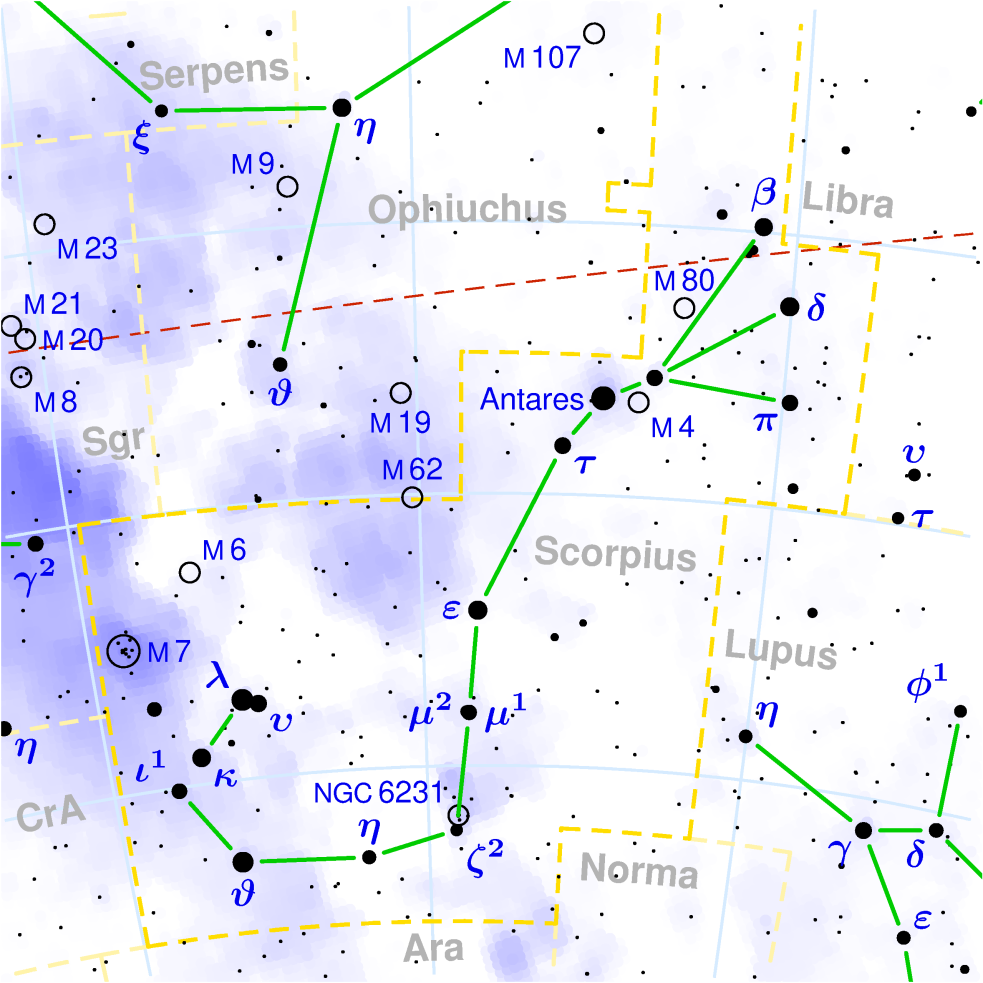 M 107
Serpens
ξ
η
M 9
β
Libra
Ophiuchus
M 23
M 80
M 21
δ
M 20
ϑ
Antares
M 8
M 19
M 4
π
Sgr
τ
υ
M 62
τ
M 6
Scorpius
γ²
ε
M 7
Lupus
λ
μ² μ¹
ϕ¹
υ
η
η
ι¹
κ
NGC 6231
CrA
η
ζ²
γ
δ
ϑ
Norma
ε
Ara